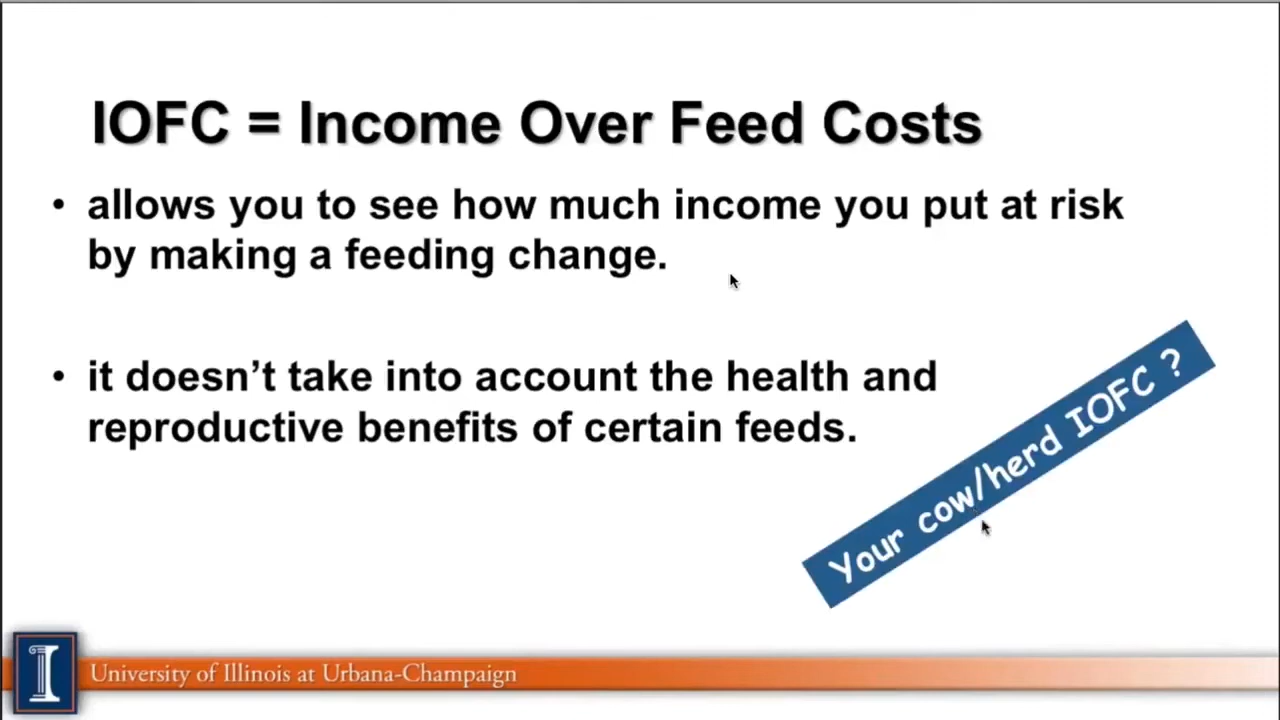 IOFC = Income Over Feed Costs
• allows you to see how much income you put at risk
by making a feeding change.
• it doesn’t take into account the health and
reproductive benefits of certain feeds.
Your cow/herd IOFC ?
I
University of Illinois at Urbana-Champaign